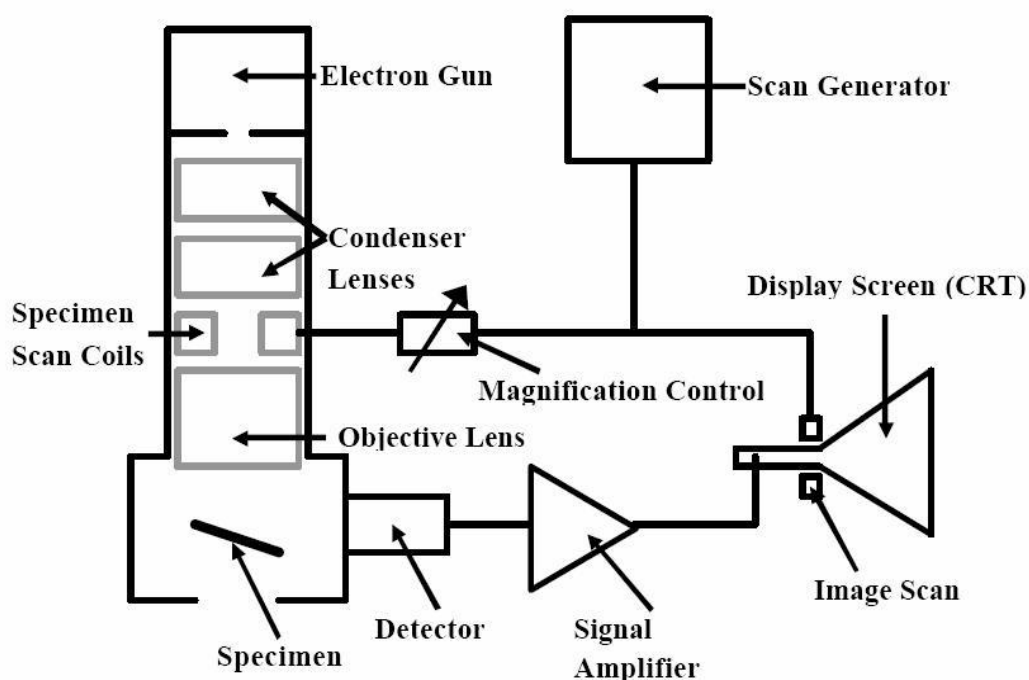 Electron Gun
Scan Generator
Condenser
Lenses
Display Screen (CRT)
Specimen
Scan Coils
Magnification Control
Objective Lens
Image Scan
Detector
Signal
Amplifier
Specimen